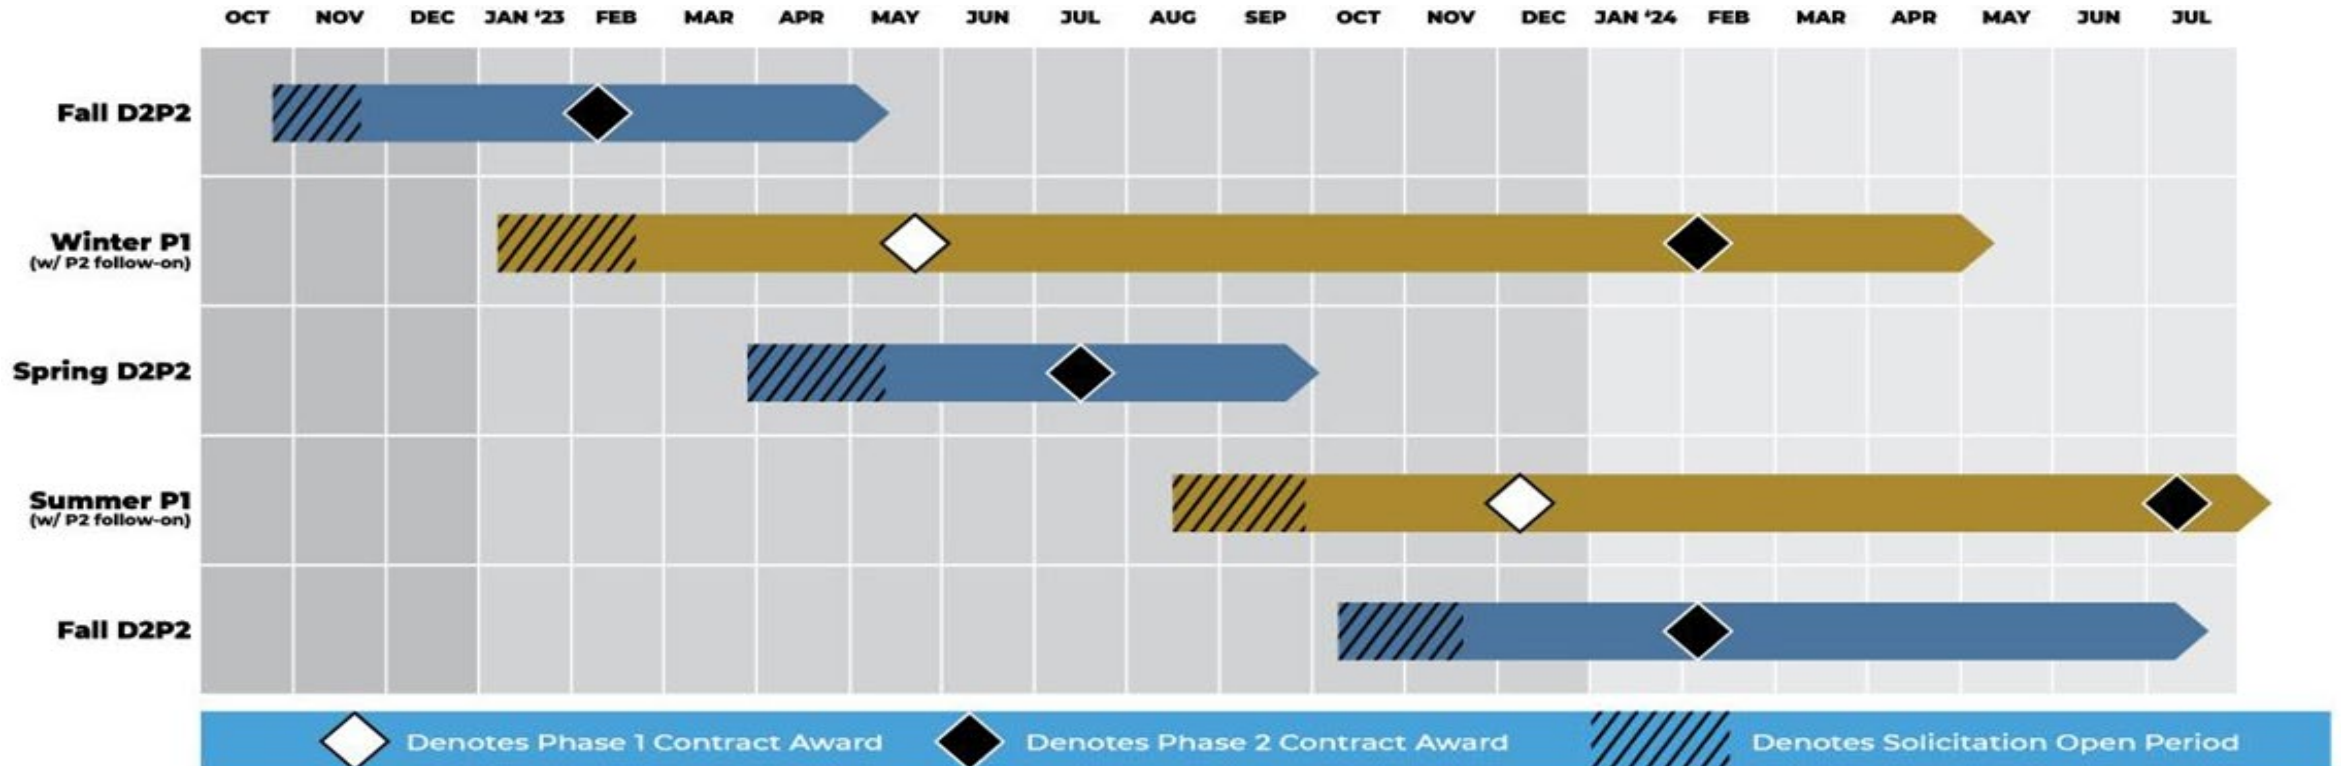 OCT NOV DEC JAN ‘23 FEB MAR APR MAY JUN JUL AUG SEP OCT NOV DEC JAN ‘24 FEB MAR APR MAY JUN JUL
Fall D2P2
Winter P1
(w/ P2 follow-on)
Spring D2P2
Summer P1
(w/ P2 follow-on)
Fall D2P2
Denotes Phase 1 Contract Award Denotes Phase 2 Contract Award Denotes Solicitation Open Period